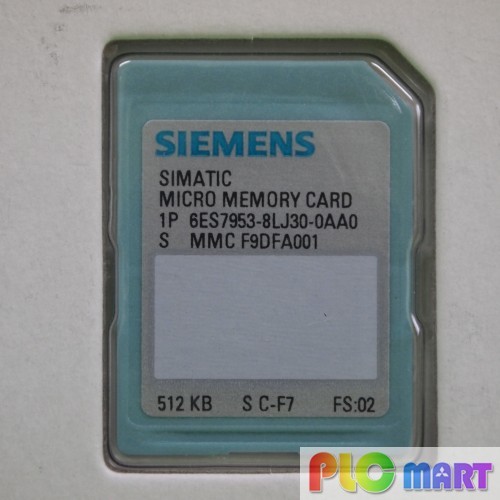 SIEMENS
SIMATIC
MICRO MEMORY CARD
1P 6ES7953-8LJ30-0AA0
S MMC F9DFA001
512 KB S C-F7 FS:02
PLC mart